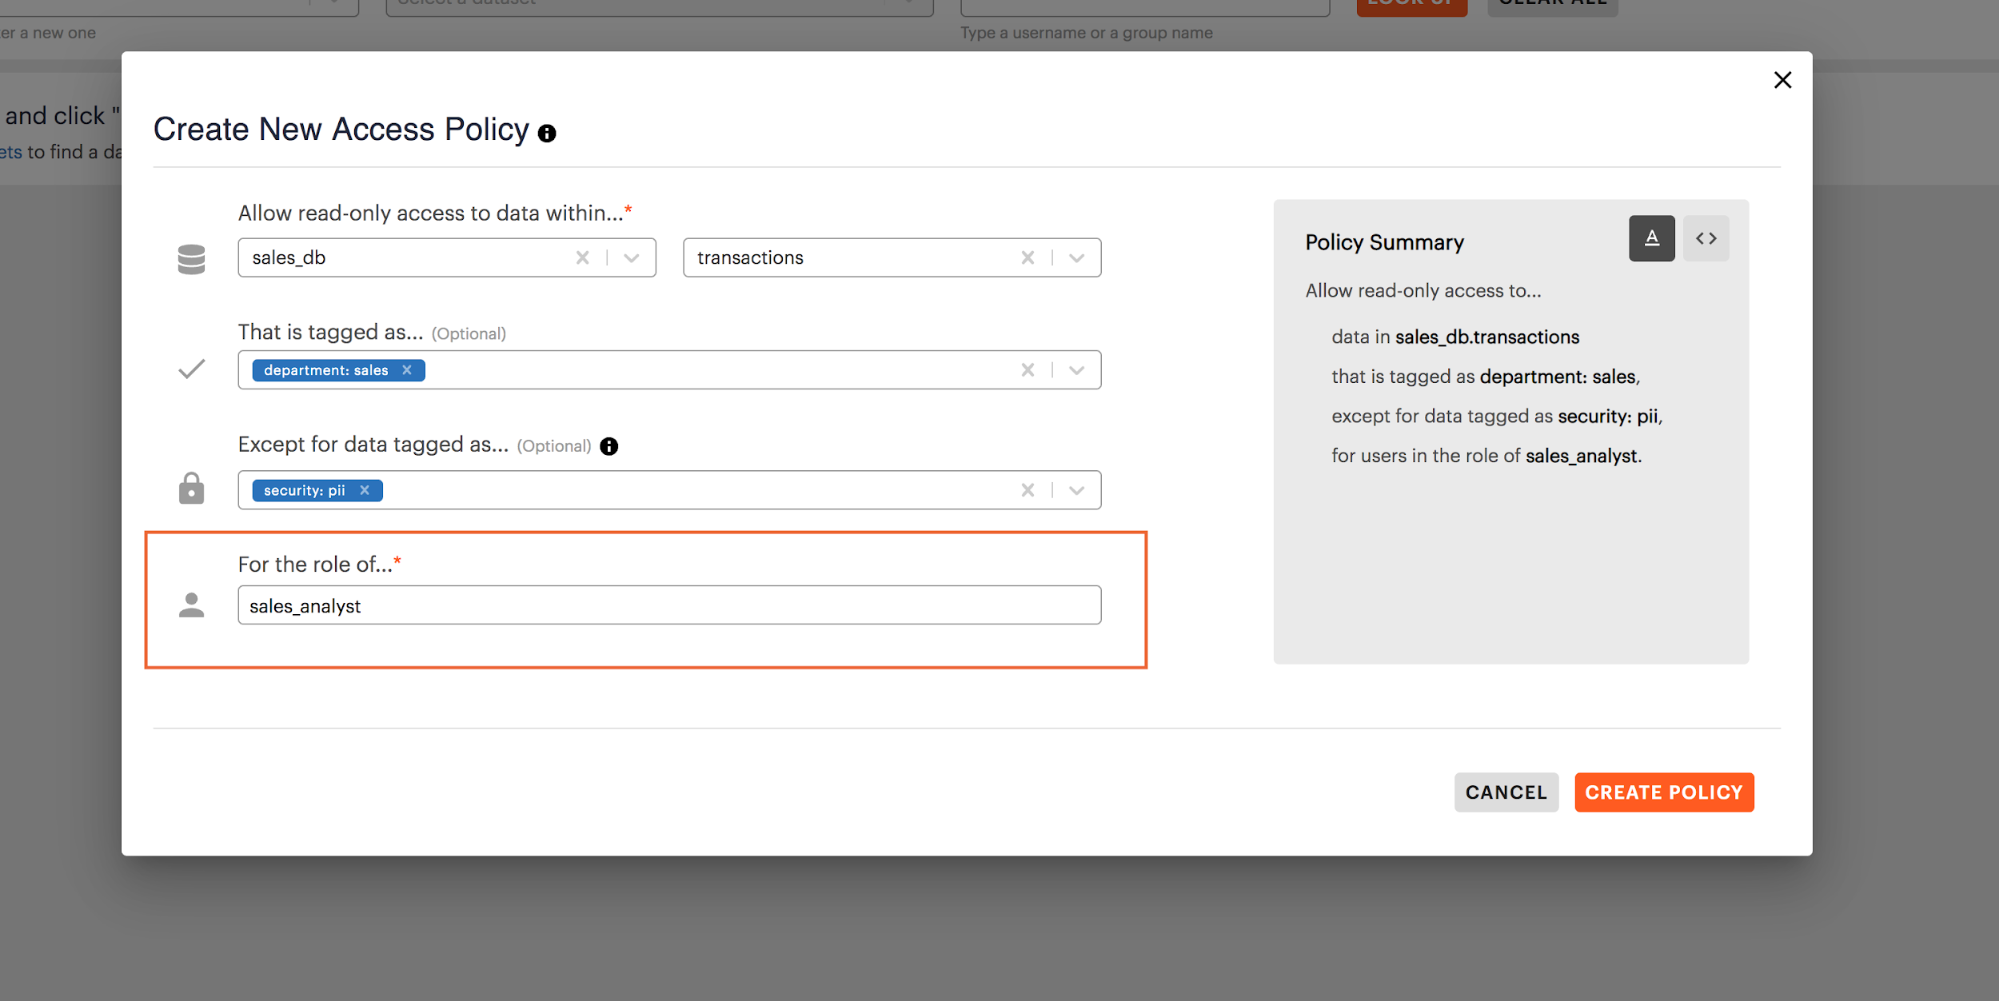 Select a dataset
LOOK UP
CLEAR ALL
er a new one
Type a username or a group name
and click "
ets to find a da
Create New Access Policy
Allow read-only access to data within...*
sales_db
transactions
That is tagged as... (Optional)
department: sales
Except for data tagged as... (Optional)
security: pii
For the role of...*
sales_analyst
Policy Summary
A
<>
Allow read-only access to...
data in sales_db.transactions
that is tagged as department: sales,
except for data tagged as security: pii,
for users in the role of sales_analyst.
CANCEL
CREATE POLICY